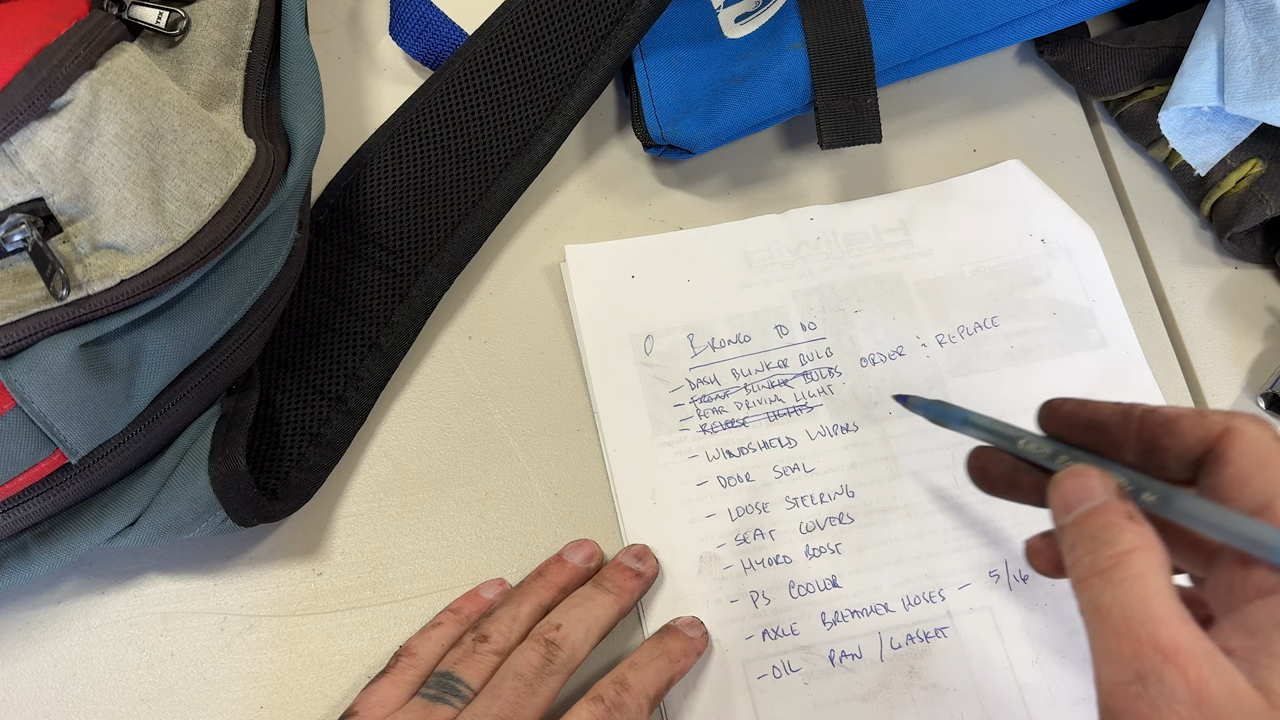 BRONCO TO DO
- DASH BLINKER BULB
- FRONT BLINKER BULBS ORDER & REPLACE
- REAR DRIVING LIGHT
- REVERSE LIGHTS
- WINDSHIELD WIPERS
- DOOR SEAL
- LOOSE STEERING
- SEAT COVERS
- HYDRO BOOST
- PS COOLER
- AXLE BREATHER HOSES - 5/16
- OIL PAN / GASKET